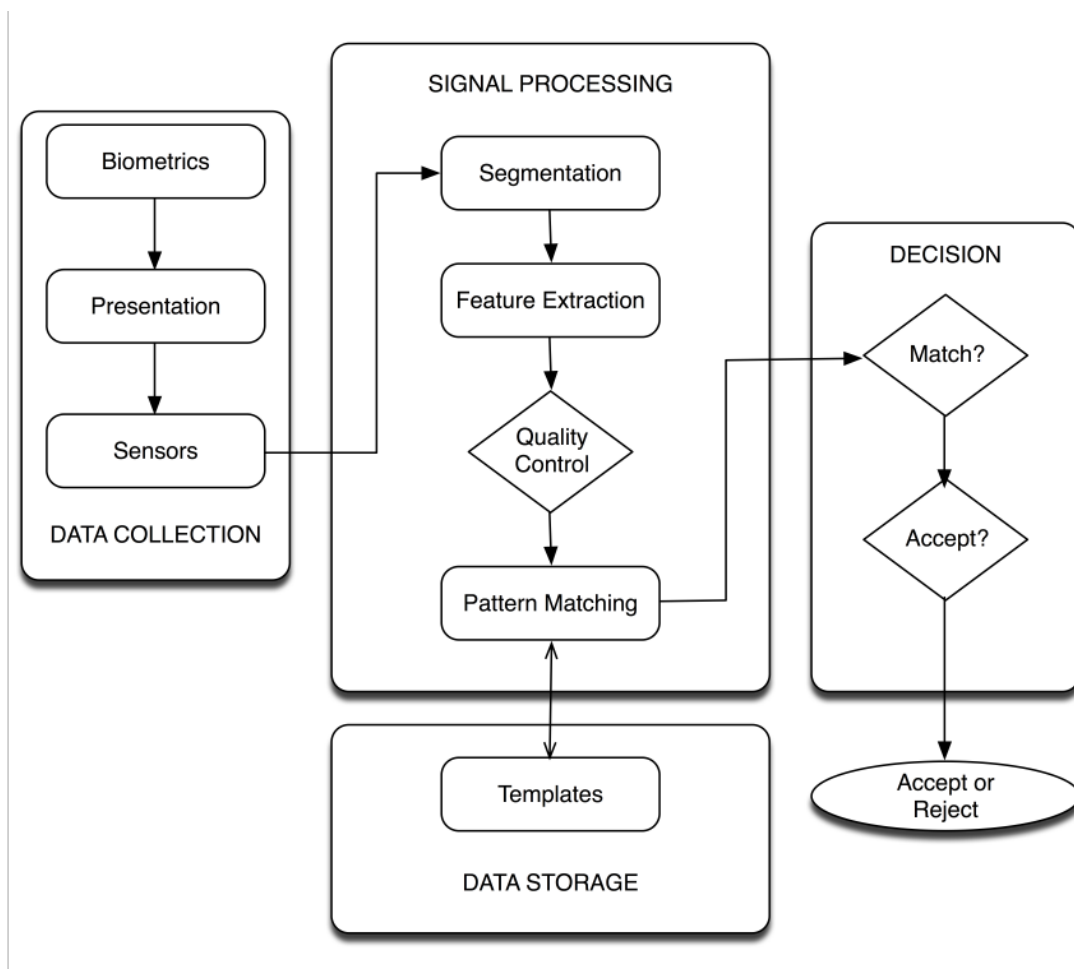 Biometrics
Presentation
Sensors
DATA COLLECTION
SIGNAL PROCESSING
Segmentation
Feature Extraction
Quality
Control
Pattern Matching
Templates
DATA STORAGE
DECISION
Match?
Accept?
Accept or
Reject